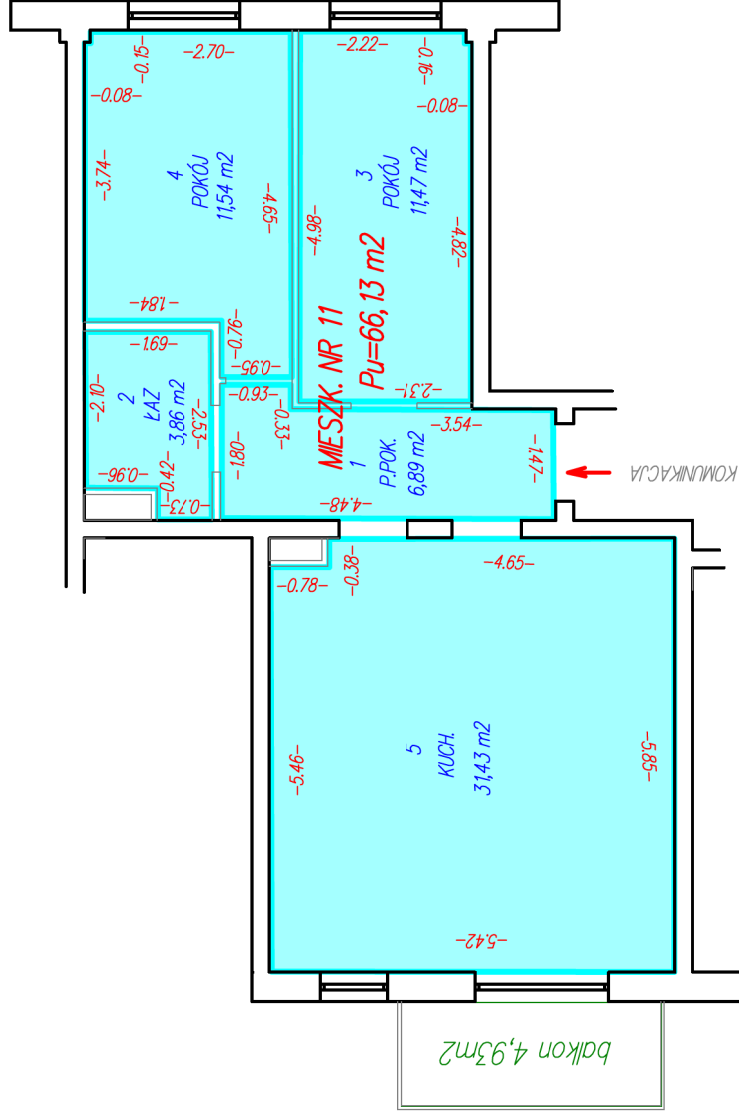 -2.70-
-0.15-
-0.08-
-3.74-
4
POKÓJ
11,54 m2
-4.65-
-1.84-
-0.76-
-0.95-
-2.22-
-0.16-
-0.08-
3
POKÓJ
11,47 m2
-4.98-
-4.82-
-2.31-
MIESZK. NR 11
Pu=66,13 m2
-1.69-
-2.10-
2
ŁAZ
3,86 m2
-2.53-
-0.96-
-0.42-
-0.73-
-0.93-
-0.33-
-1.80-
1
P.POK.
6,89 m2
-3.54-
-1.47-
-4.48-
KOMUNIKACJA
-0.78-
-0.38-
-4.65-
5
KUCH.
31,43 m2
-5.46-
-5.85-
-5.42-
balkon 4,93m2